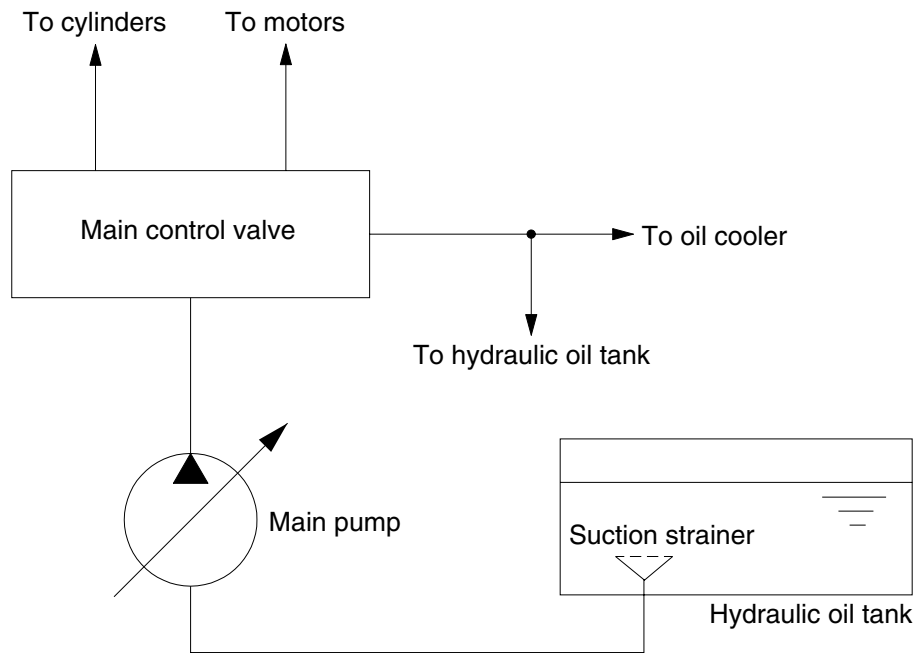 To cylinders
To motors
Main control valve
To oil cooler
To hydraulic oil tank
Main pump
Suction strainer
Hydraulic oil tank